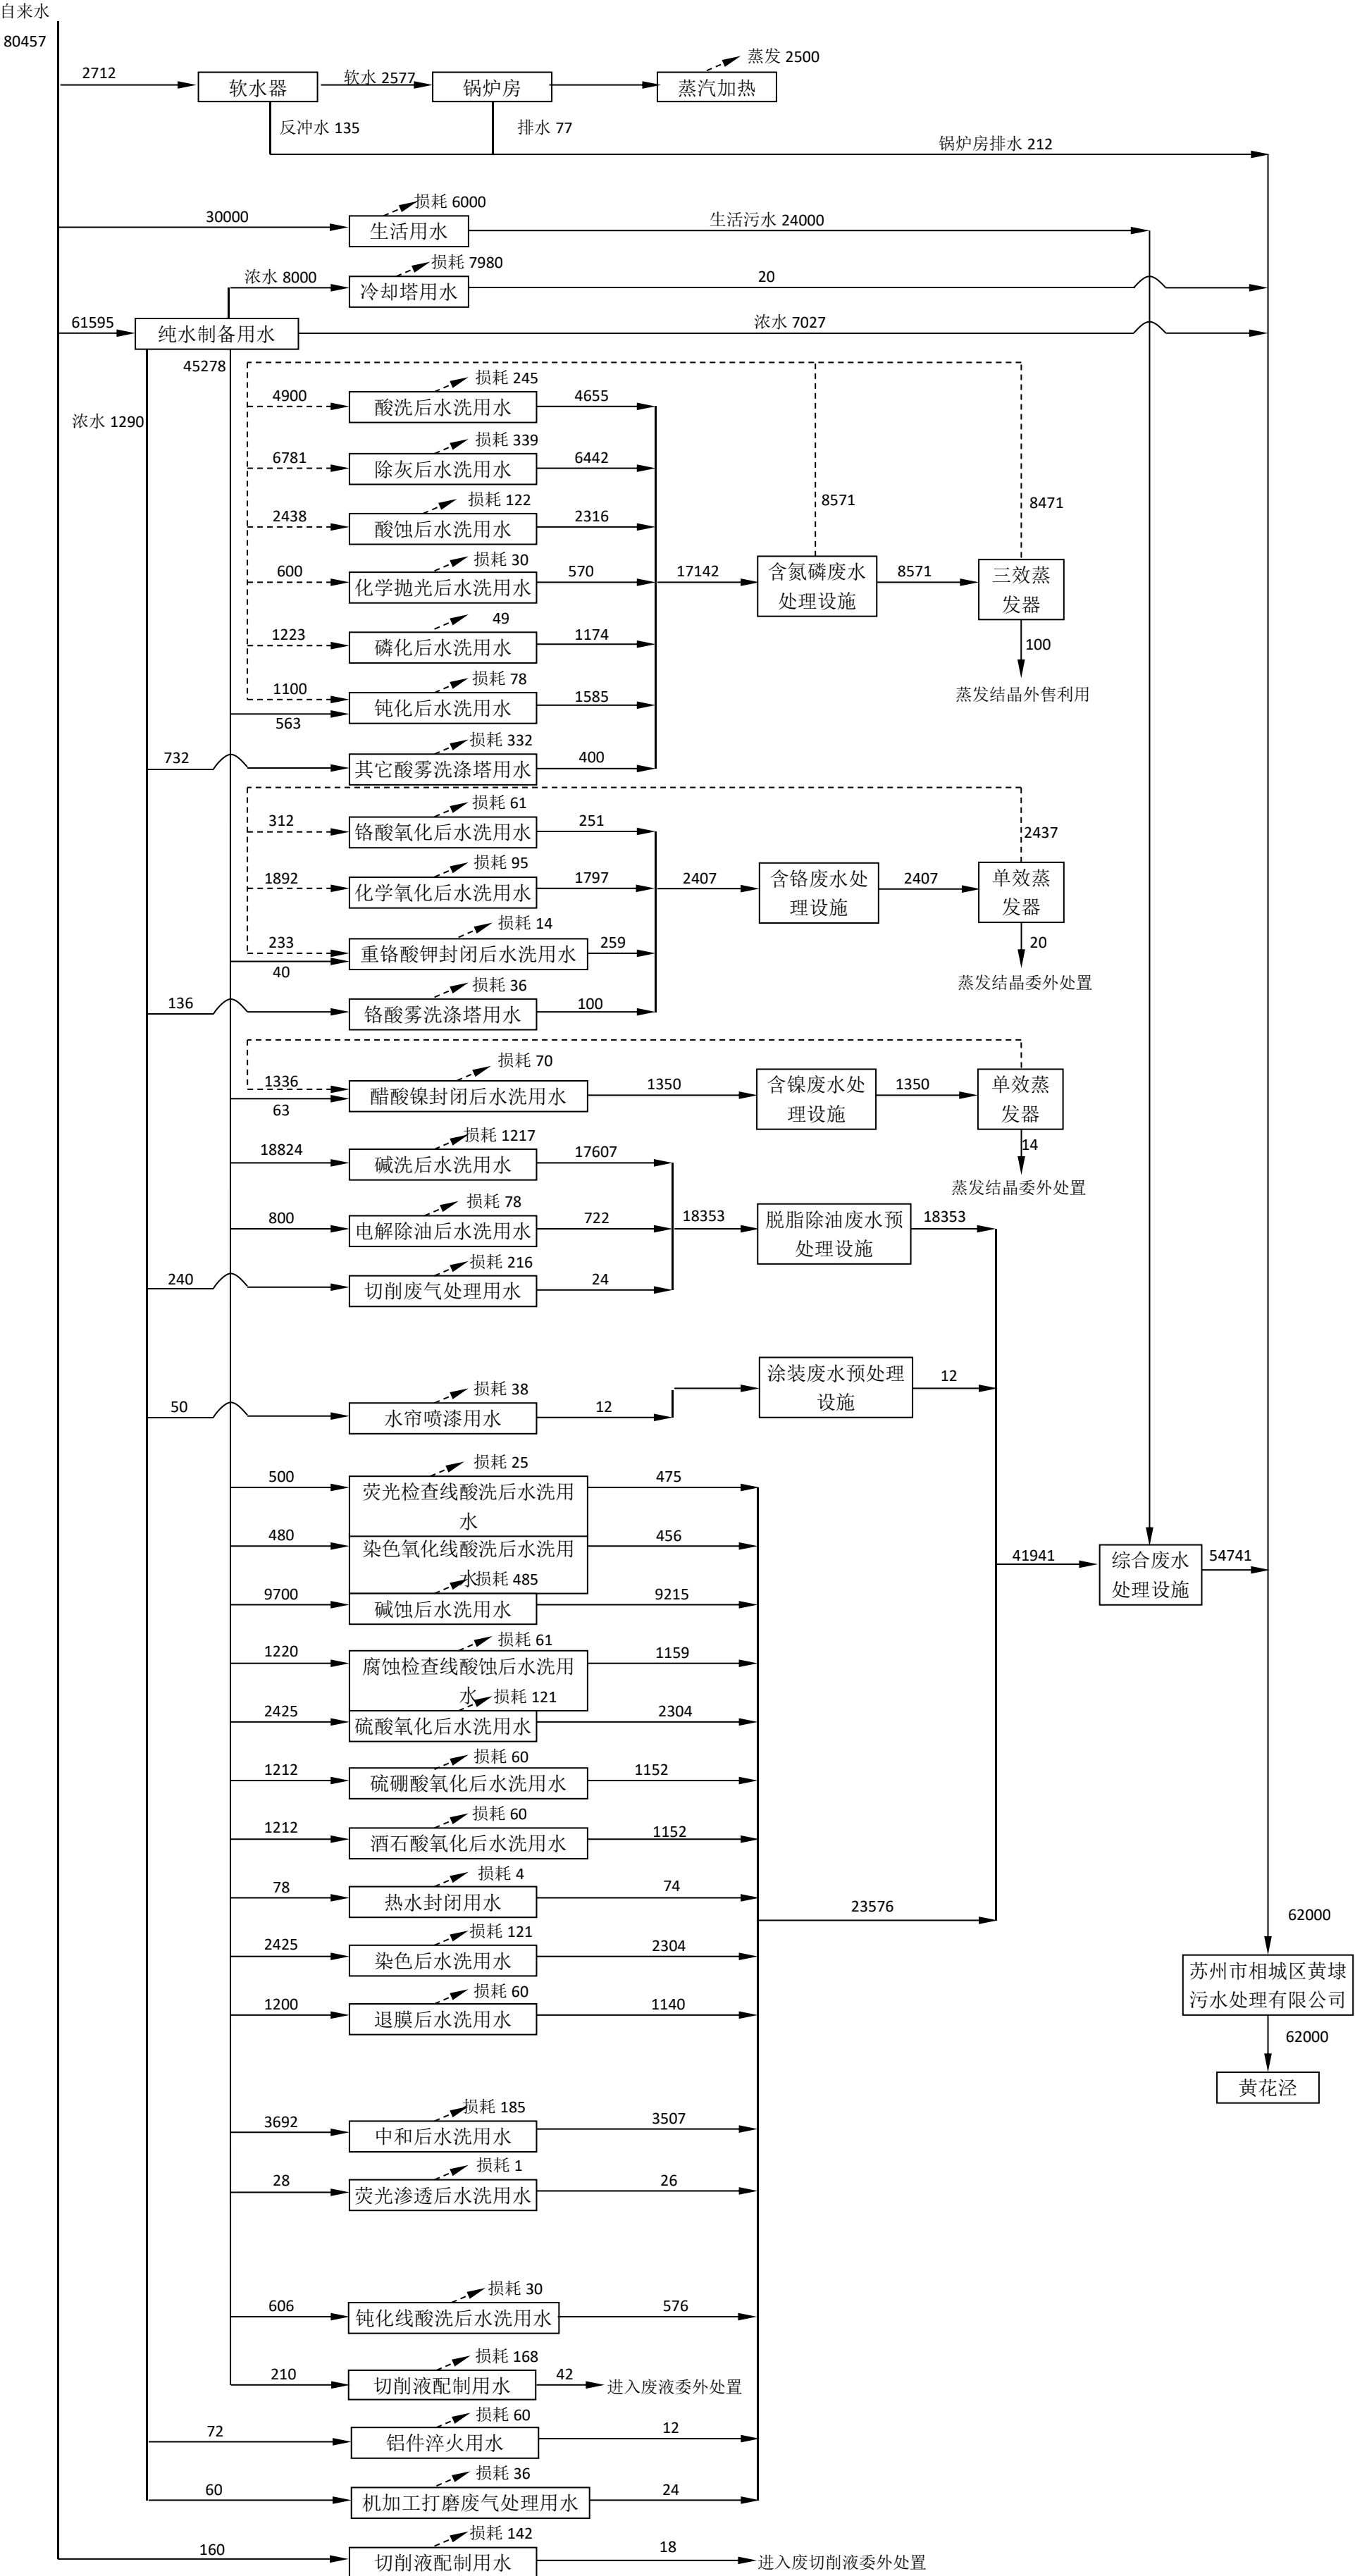 自来水
80457
蒸发 2500
2712
软水器
软水 2577
锅炉房
蒸汽加热
反冲水 135
排水 77
锅炉房排水 212
损耗 6000
30000
生活用水
生活污水 24000
损耗 7980
浓水 8000
冷却塔用水
20
61595
纯水制备用水
浓水 7027
45278
浓水 1290
损耗 245
4900
酸洗后水洗用水
4655
损耗 339
6781
除灰后水洗用水
6442
损耗 122
2438
酸蚀后水洗用水
2316
8571
8471
损耗 30
600
化学抛光后水洗用水
570
17142
含氮磷废水
处理设施
8571
三效蒸
发器
49
1223
磷化后水洗用水
1174
100
蒸发结晶外售利用
损耗 78
1100
钝化后水洗用水
1585
563
损耗 332
732
其它酸雾洗涤塔用水
400
损耗 61
312
铬酸氧化后水洗用水
251
2437
损耗 95
1892
化学氧化后水洗用水
1797
2407
含铬废水处
理设施
2407
单效蒸
发器
损耗 14
233
重铬酸钾封闭后水洗用水
259
40
20
蒸发结晶委外处置
损耗 36
136
铬酸雾洗涤塔用水
100
损耗 70
1336
醋酸镍封闭后水洗用水
1350
含镍废水处
理设施
1350
单效蒸
发器
63
14
蒸发结晶委外处置
损耗 1217
18824
碱洗后水洗用水
17607
损耗 78
800
电解除油后水洗用水
722
18353
脱脂除油废水预
处理设施
18353
损耗 216
240
切削废气处理用水
24
涂装废水预处理
设施
12
损耗 38
50
水帘喷漆用水
12
损耗 25
500
荧光检查线酸洗后水洗用
水
475
480
染色氧化线酸洗后水洗用
水
456
损耗 485
9700
碱蚀后水洗用水
9215
41941
综合废水
处理设施
54741
损耗 61
1220
腐蚀检查线酸蚀后水洗用
水
1159
损耗 121
2425
硫酸氧化后水洗用水
2304
损耗 60
1212
硫硼酸氧化后水洗用水
1152
损耗 60
1212
酒石酸氧化后水洗用水
1152
损耗 4
78
热水封闭用水
74
23576
62000
损耗 121
2425
染色后水洗用水
2304
苏州市相城区黄埭
污水处理有限公司
损耗 60
1200
退膜后水洗用水
1140
62000
黄花泾
损耗 185
3692
中和后水洗用水
3507
损耗 1
28
荧光渗透后水洗用水
26
损耗 30
606
钝化线酸洗后水洗用水
576
损耗 168
210
切削液配制用水
42
进入废液委外处置
损耗 60
72
铝件淬火用水
12
损耗 36
60
机加工打磨废气处理用水
24
损耗 142
160
切削液配制用水
18
进入废切削液委外处置